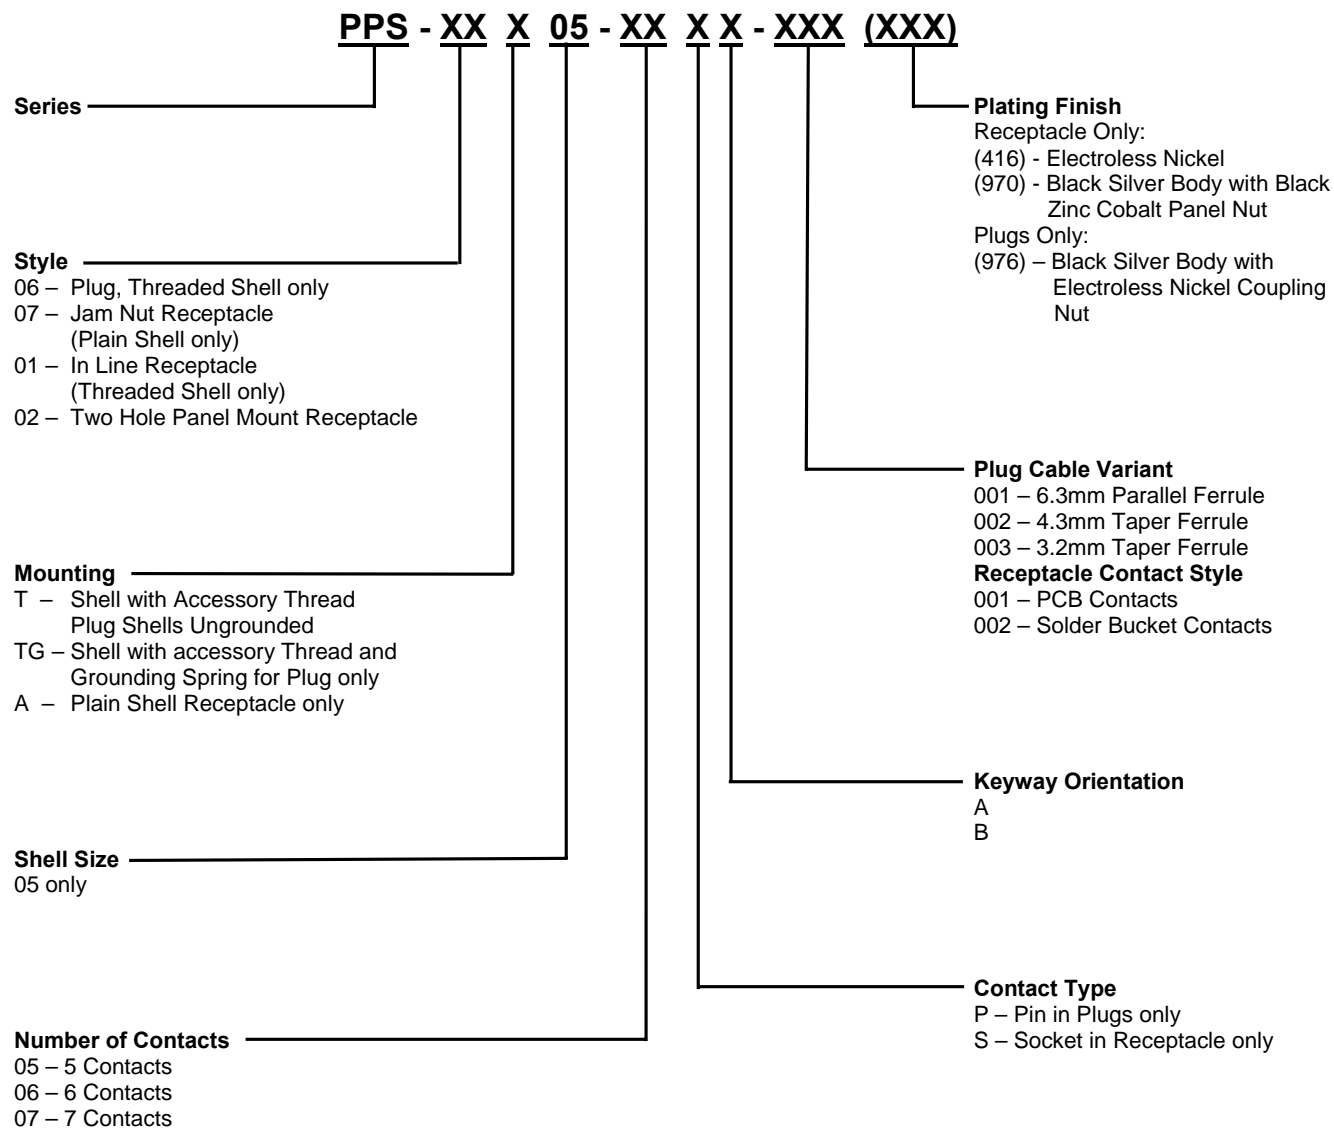 PPS - XX X 05 - XX X X - XXX (XXX)
Series
Style
06 – Plug, Threaded Shell only
07 – Jam Nut Receptacle
(Plain Shell only)
01 – In Line Receptacle
(Threaded Shell only)
02 – Two Hole Panel Mount Receptacle
Mounting
T – Shell with Accessory Thread
Plug Shells Ungrounded
TG – Shell with accessory Thread and
Grounding Spring for Plug only
A – Plain Shell Receptacle only
Shell Size
05 only
Number of Contacts
05 – 5 Contacts
06 – 6 Contacts
07 – 7 Contacts
Plating Finish
Receptacle Only:
(416) - Electroless Nickel
(970) - Black Silver Body with Black
Zinc Cobalt Panel Nut
Plugs Only:
(976) – Black Silver Body with
Electroless Nickel Coupling
Nut
Plug Cable Variant
001 – 6.3mm Parallel Ferrule
002 – 4.3mm Taper Ferrule
003 – 3.2mm Taper Ferrule
Receptacle Contact Style
001 – PCB Contacts
002 – Solder Bucket Contacts
Keyway Orientation
A
B
Contact Type
P – Pin in Plugs only
S – Socket in Receptacle only